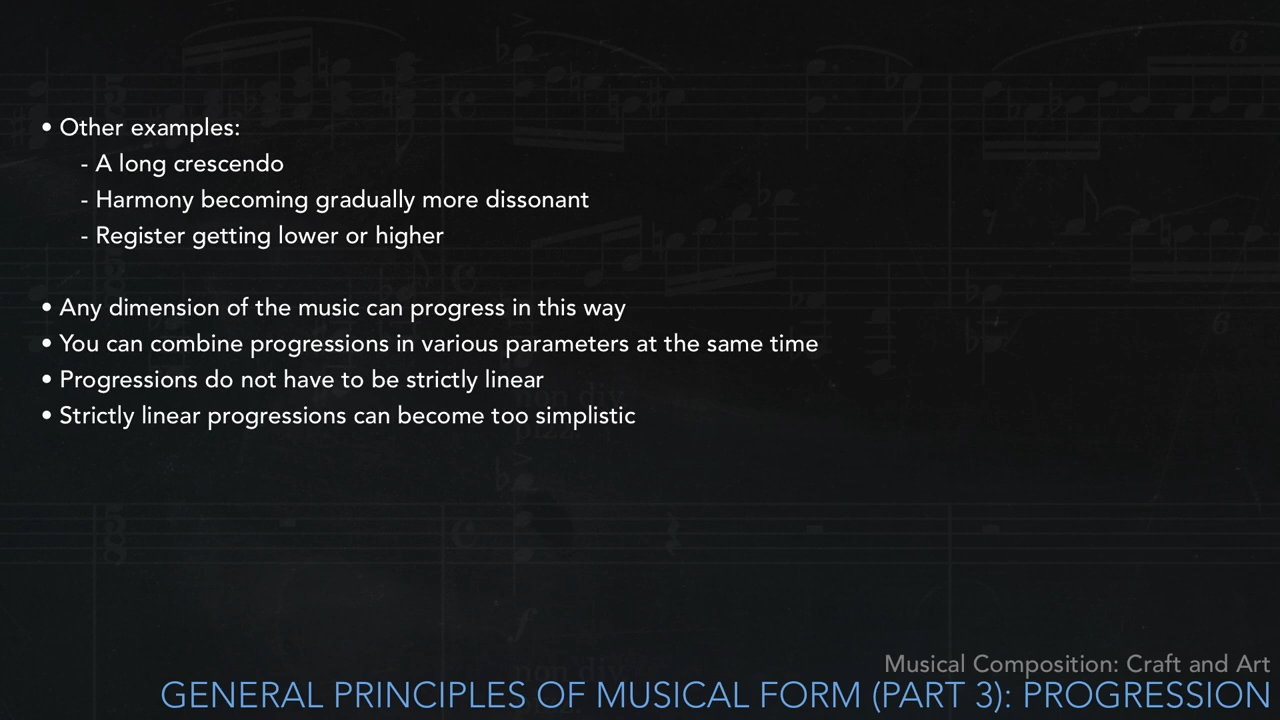 • Other examples:
- A long crescendo
- Harmony becoming gradually more dissonant
- Register getting lower or higher
• Any dimension of the music can progress in this way
• You can combine progressions in various parameters at the same time
• Progressions do not have to be strictly linear
• Strictly linear progressions can become too simplistic
Musical Composition: Craft and Art
GENERAL PRINCIPLES OF MUSICAL FORM (PART 3): PROGRESSION